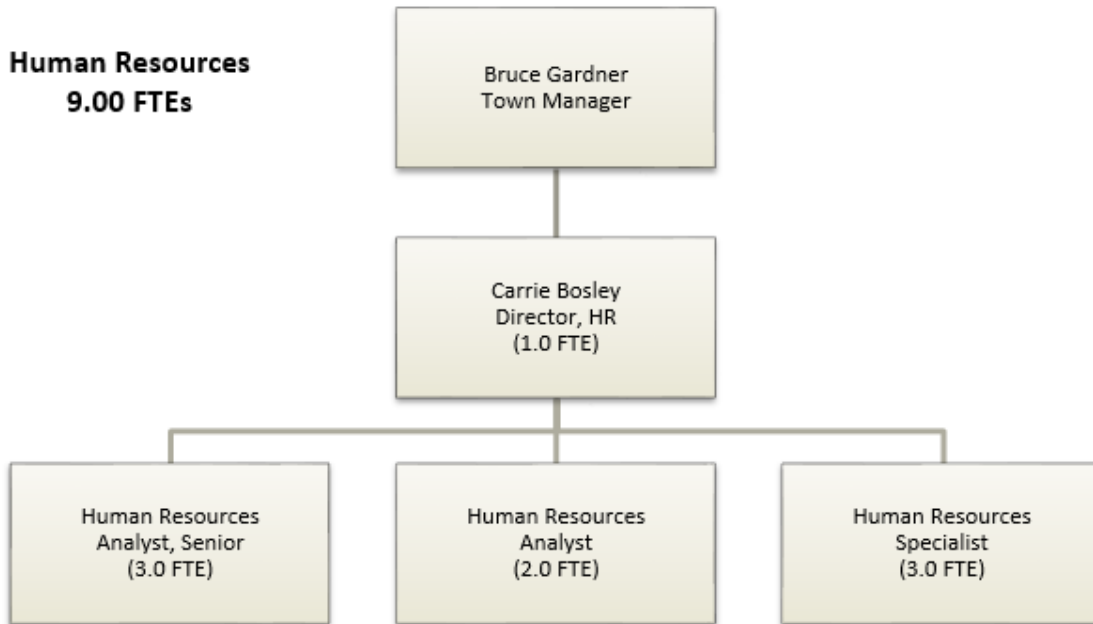 Human Resources
9.00 FTEs
Bruce Gardner
Town Manager
Carrie Bosley
Director, HR
(1.0 FTE)
Human Resources
Analyst, Senior
(3.0 FTE)
Human Resources
Analyst
(2.0 FTE)
Human Resources
Specialist
(3.0 FTE)